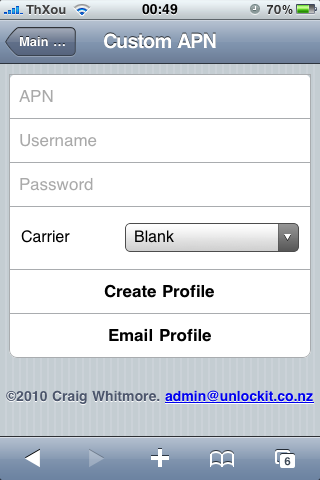 ThXou 00:49 70%
Main ... Custom APN
APN
Username
Password
Carrier Blank
Create Profile
Email Profile
©2010 Craig Whitmore. admin@unlockit.co.nz
6